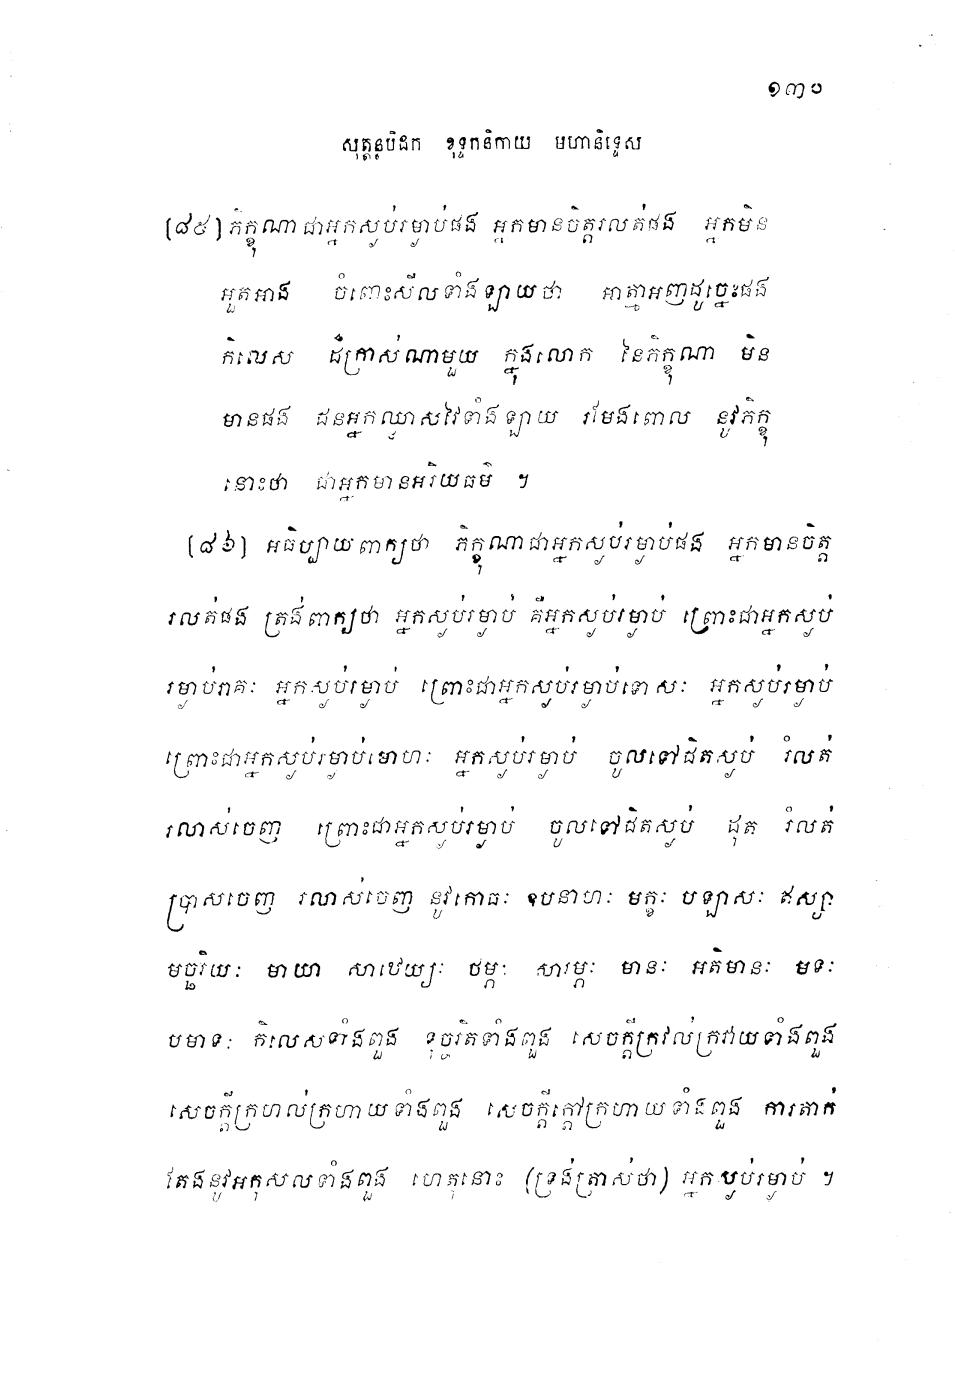 ១៣០
សុត្តន្តបិដក ខុទ្ទកនិកាយ មហានិទ្ទេស
[៨៥] ភិក្ខុណាជាអ្នកស្ងប់រម្ងាប់ផង អ្នកមានចិត្តរលត់ផង អ្នកមិន
អួតអាង ចំពោះសីលទាំងឡាយថា អាត្មាអញដូច្នេះផង
កិលេស ដ៏ក្រាស់ណាមួយ ក្នុងលោក នៃភិក្ខុណា មិន
មានផង ជនអ្នកឈ្លាសវៃទាំងឡាយ រមែងពោល នូវភិក្ខុ
នោះថា ជាអ្នកមានអរិយធម៌ ។
[៨៦] អធិប្បាយពាក្យថា ភិក្ខុណាជាអ្នកស្ងប់រម្ងាប់ផង អ្នកមានចិត្ត
រលត់ផង ត្រង់ពាក្យថា អ្នកស្ងប់រម្ងាប់ គឺអ្នកស្ងប់រម្ងាប់ ព្រោះជាអ្នកស្ងប់
រម្ងាប់រាគៈ អ្នកស្ងប់រម្ងាប់ ព្រោះជាអ្នកស្ងប់រម្ងាប់ទោសៈ អ្នកស្ងប់រម្ងាប់
ព្រោះជាអ្នកស្ងប់រម្ងាប់មោហៈ អ្នកស្ងប់រម្ងាប់ ចូលទៅជិតស្ងប់ រំលត់
រលាស់ចេញ ព្រោះជាអ្នកស្ងប់រម្ងាប់ ចូលទៅជិតស្ងប់ ដុត រំលត់
ប្រាសចេញ រលាស់ចេញ នូវកោធៈ ឧបនាហៈ មក្ខៈ បឡាសៈ ឥស្សា
មច្ឆរិយៈ មាយា សាឋេយ្យៈ ថម្ភៈ សារម្ភៈ មានៈ អតិមានៈ មទៈ
បមាទៈ កិលេសទាំងពួង ទុច្ចរិតទាំងពួង សេចក្តីក្រវល់ក្រវាយទាំងពួង
សេចក្តីក្រហល់ក្រហាយទាំងពួង សេចក្តីក្តៅក្រហាយទាំងពួង ការតាក់
តែងនូវអកុសលទាំងពួង ហេតុនោះ (ទ្រង់ត្រាស់ថា) អ្នកស្ងប់រម្ងាប់ ។